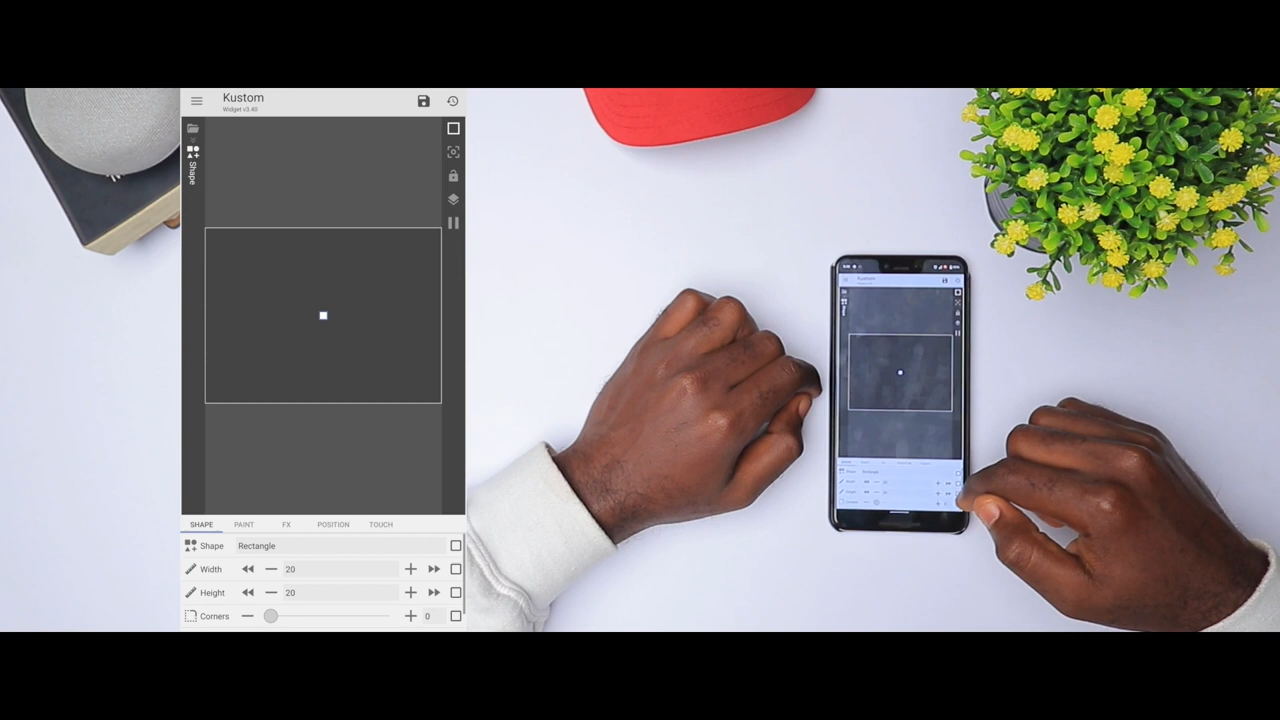 Kustom
Widget v3.40
Shape
SHAPE PAINT FX POSITION TOUCH
Shape Rectangle
Width 20
Height 20
Corners 0